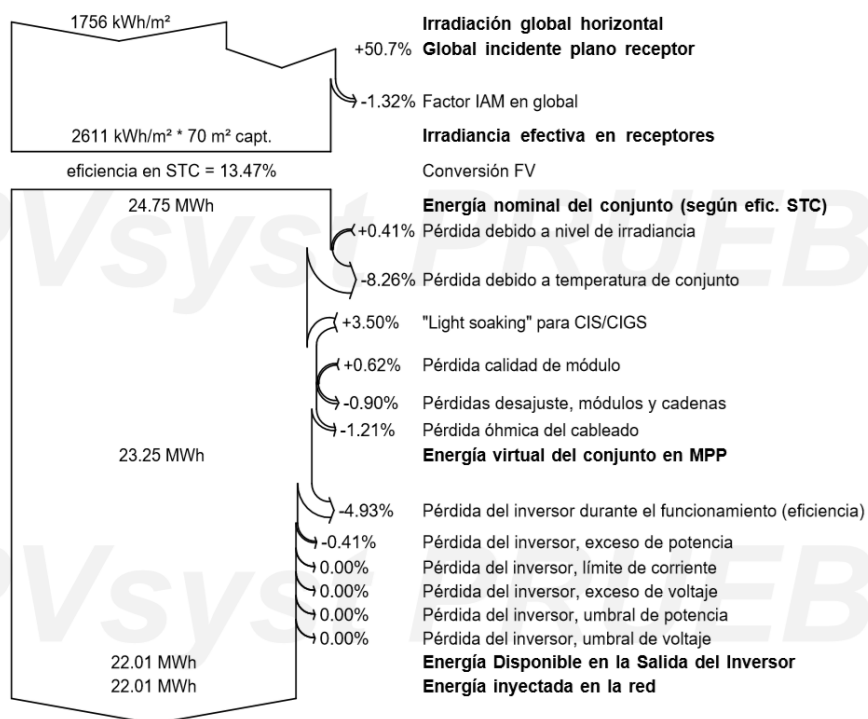 1756 kWh/m² Irradiación global horizontal
+50.7% Global incidente plano receptor
-1.32% Factor IAM en global
2611 kWh/m² * 70 m² capt. Irradiancia efectiva en receptores
eficiencia en STC = 13.47% Conversión FV
24.75 MWh Energía nominal del conjunto (según efic. STC)
+0.41% Pérdida debido a nivel de irradiancia
-8.26% Pérdida debido a temperatura de conjunto
+3.50% "Light soaking" para CIS/CIGS
+0.62% Pérdida calidad de módulo
-0.90% Pérdidas desajuste, módulos y cadenas
-1.21% Pérdida óhmica del cableado
23.25 MWh Energía virtual del conjunto en MPP
-4.93% Pérdida del inversor durante el funcionamiento (eficiencia)
-0.41% Pérdida del inversor, exceso de potencia
0.00% Pérdida del inversor, límite de corriente
0.00% Pérdida del inversor, exceso de voltaje
0.00% Pérdida del inversor, umbral de potencia
0.00% Pérdida del inversor, umbral de voltaje
22.01 MWh Energía Disponible en la Salida del Inversor
22.01 MWh Energía inyectada en la red
PVsyst PRUEB
PVsyst PRUEB